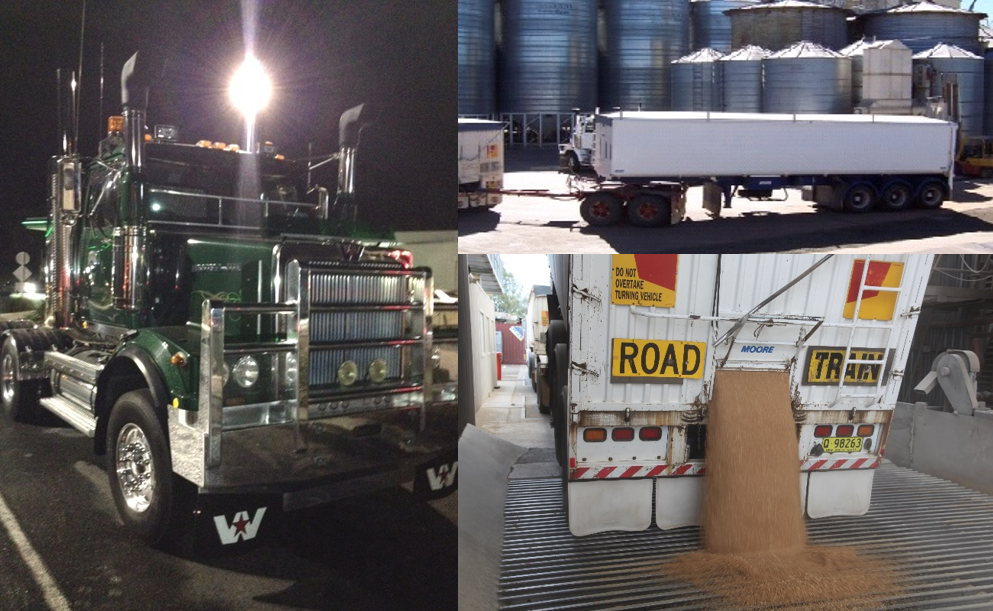 W
W
DO NOT
OVERTAKE
TURNING VEHICLE
MOORE
ROAD
TRAIN
Q 98263